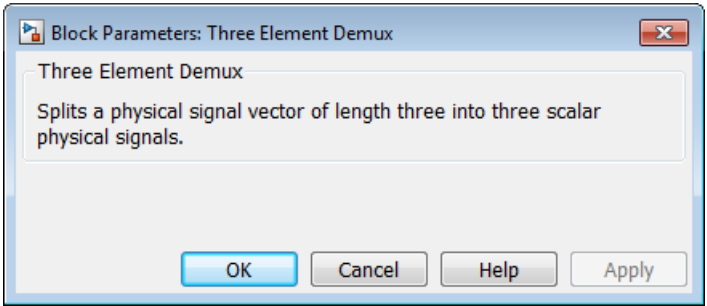 Block Parameters: Three Element Demux
Three Element Demux
Splits a physical signal vector of length three into three scalar
physical signals.
OK Cancel Help Apply